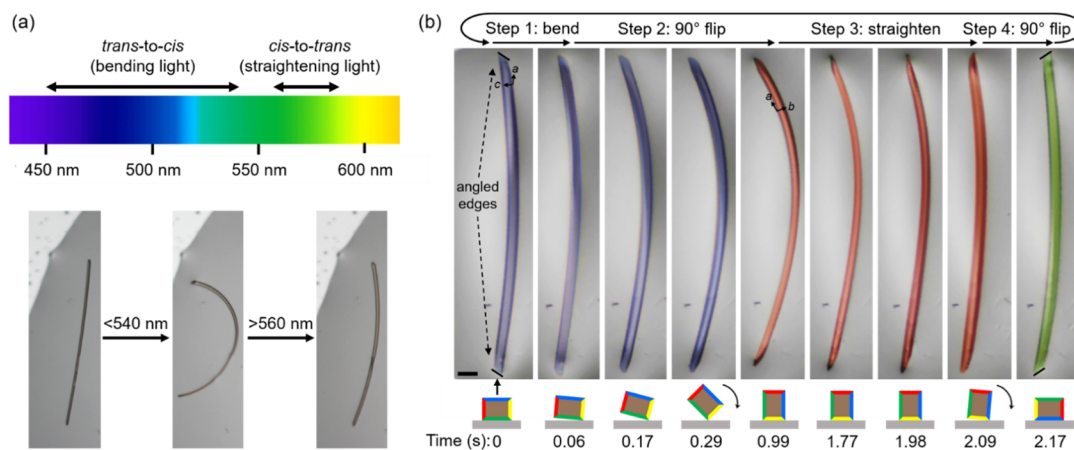 (a)
trans-to-cis
(bending light)
cis-to-trans
(straightening light)
450 nm
500 nm
550 nm
600 nm
<540 nm
>560 nm
(b)
Step 1: bend
Step 2: 90° flip
Step 3: straighten
Step 4: 90° flip
a
c
a
b
angled
edges
Time (s): 0
0.06
0.17
0.29
0.99
1.77
1.98
2.09
2.17